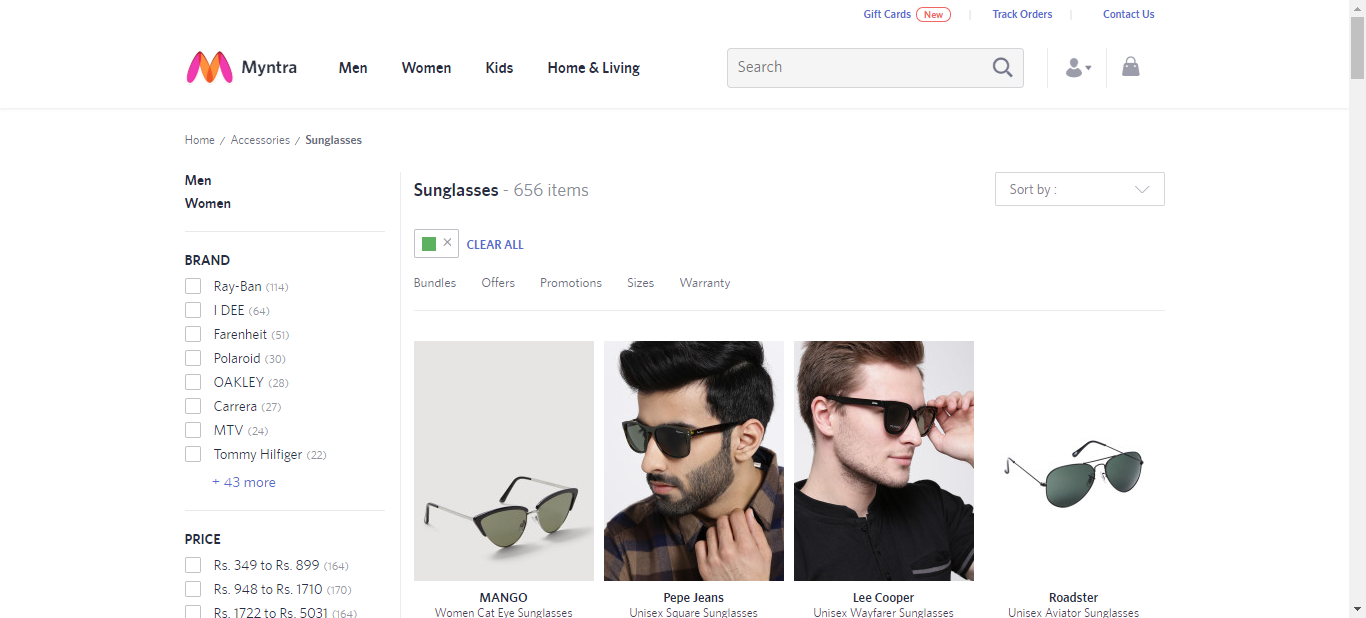 Gift Cards New Track Orders Contact Us
Myntra Men Women Kids Home & Living Search
Home / Accessories / Sunglasses
Men
Women
BRAND
Ray-Ban (114)
I DEE (64)
Farenheit (51)
Polaroid (30)
OAKLEY (28)
Carrera (27)
MTV (24)
Tommy Hilfiger (22)
+ 43 more
PRICE
Rs. 349 to Rs. 899 (164)
Rs. 948 to Rs. 1710 (170)
Rs. 1722 to Rs. 5031 (164)
Sunglasses - 656 items
Sort by :
CLEAR ALL
Bundles Offers Promotions Sizes Warranty
MANGO
Women Cat Eye Sunglasses
Pepe Jeans
Unisex Square Sunglasses
Lee Cooper
Unisex Wayfarer Sunglasses
Roadster
Unisex Aviator Sunglasses